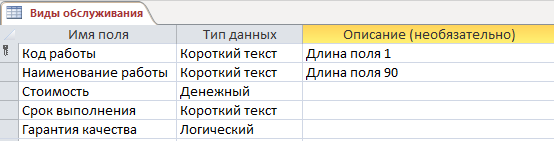 Виды обслуживания
Имя поля Тип данных Описание (необязательно)
Код работы Короткий текст Длина поля 1
Наименование работы Короткий текст Длина поля 90
Стоимость Денежный
Срок выполнения Короткий текст
Гарантия качества Логический